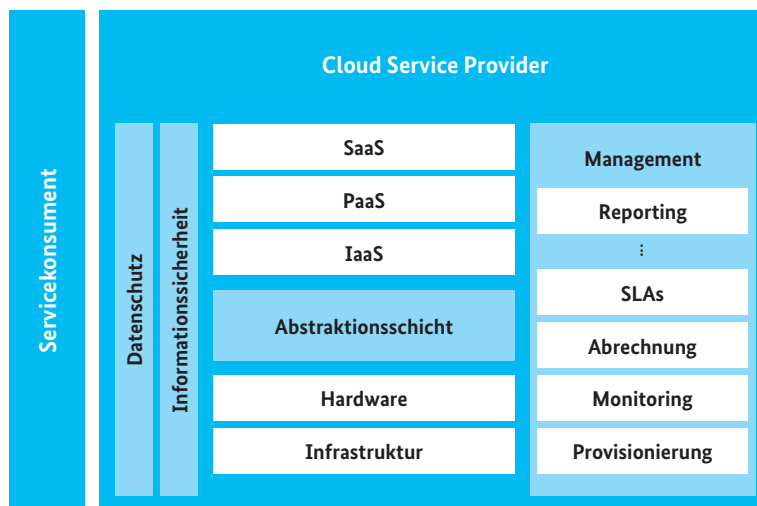 Servicekonsument
Cloud Service Provider
Datenschutz
Informationssicherheit
SaaS
PaaS
IaaS
Abstraktionsschicht
Hardware
Infrastruktur
Management
Reporting
...
SLAs
Abrechnung
Monitoring
Provisionierung